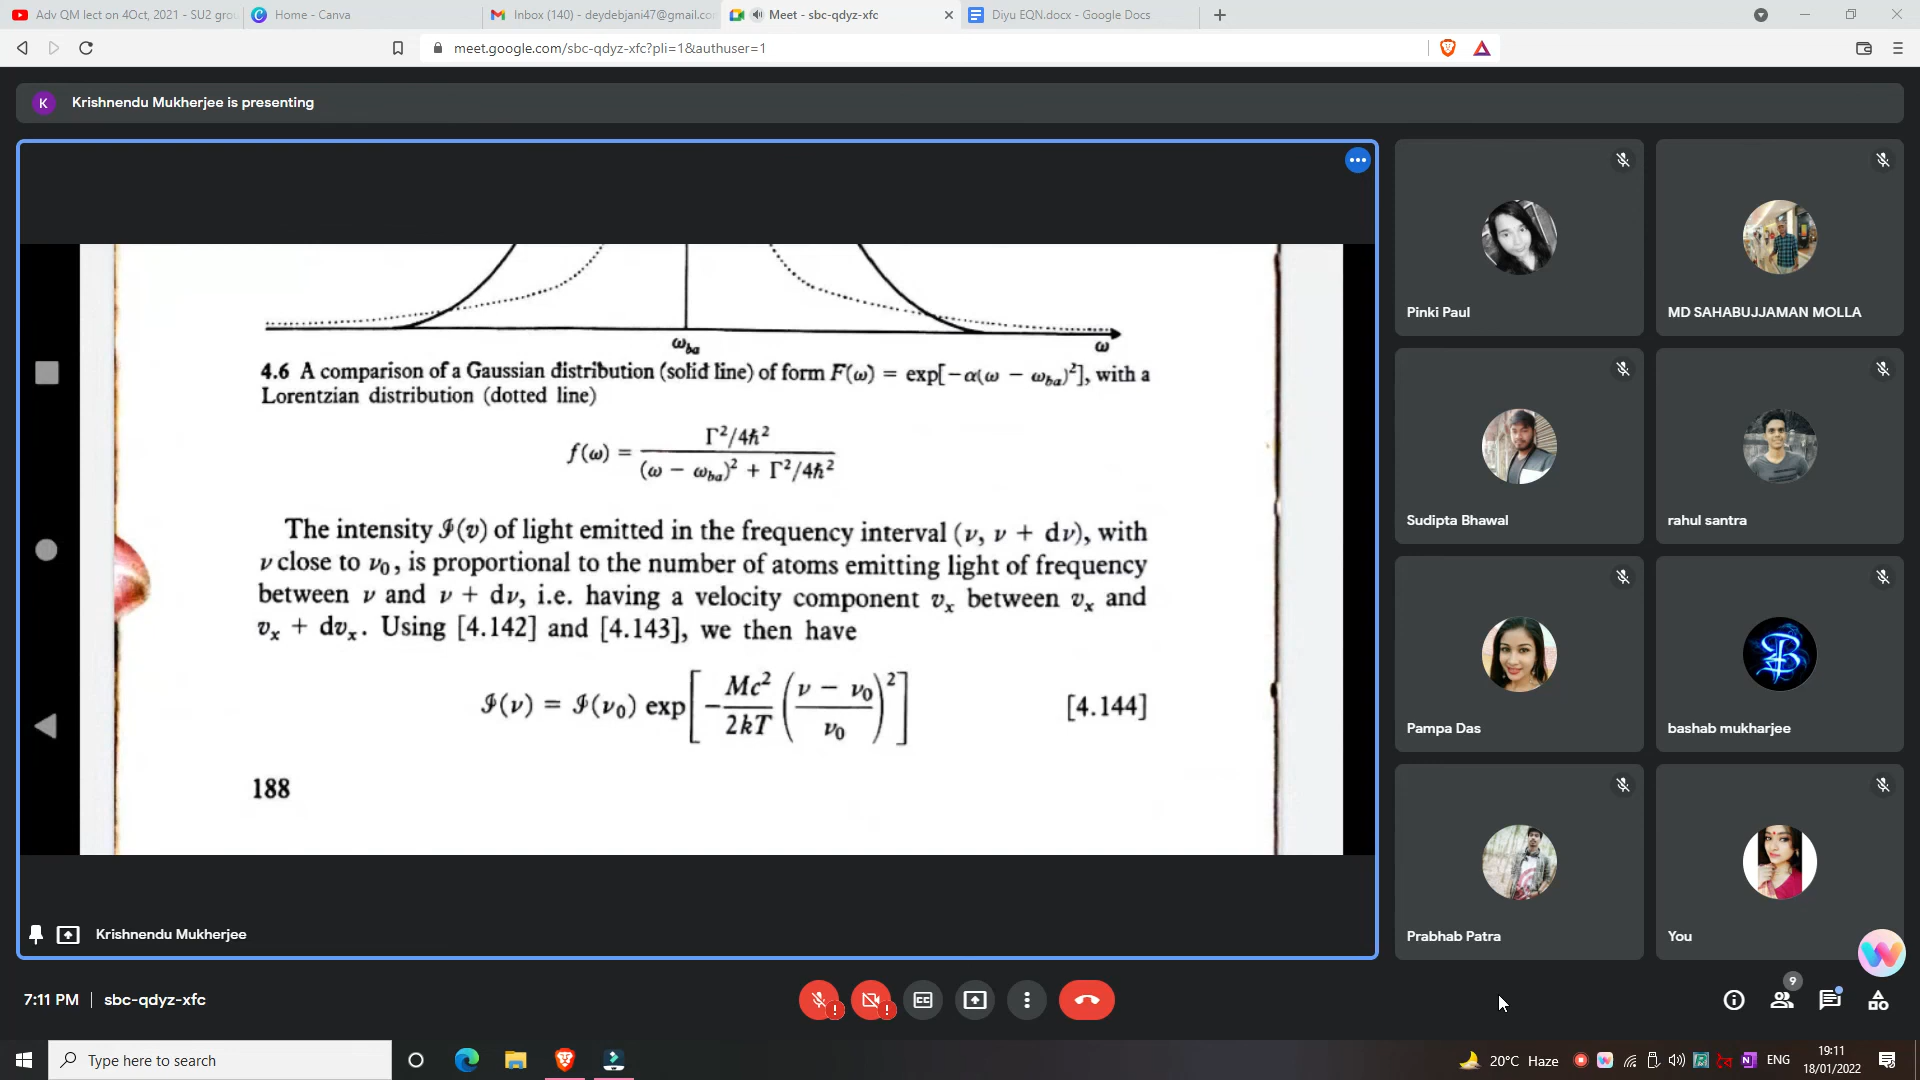 Adv QM lect on 4Oct, 2021 - SU2 grou
Home - Canva
Inbox (140) - deydebjani47@gmail.co
Meet - sbc-qdyz-xfc
Diyu EQN.docx - Google Docs
meet.google.com/sbc-qdyz-xfc?pli=1&authuser=1
K
Krishnendu Mukherjee is presenting
ω_ba
ω
4.6 A comparison of a Gaussian distribution (solid line) of form F(ω) = exp[−α(ω − ω_ba)²], with a
Lorentzian distribution (dotted line)
f(ω) = Γ²/4ħ² / (ω − ω_ba)² + Γ²/4ħ²
The intensity 𝓘(ν) of light emitted in the frequency interval (ν, ν + dν), with
ν close to ν₀, is proportional to the number of atoms emitting light of frequency
between ν and ν + dν, i.e. having a velocity component vₓ between vₓ and
vₓ + dvₓ. Using [4.142] and [4.143], we then have
𝓘(ν) = 𝓘(ν₀) exp[−Mc²/2kT ((ν − ν₀)/ν₀)²] [4.144]
188
Krishnendu Mukherjee
Pinki Paul
MD SAHABUJJAMAN MOLLA
Sudipta Bhawal
rahul santra
Pampa Das
bashab mukharjee
Prabhab Patra
You
7:11 PM | sbc-qdyz-xfc
9
Type here to search
20°C Haze
ENG
19:11
18/01/2022